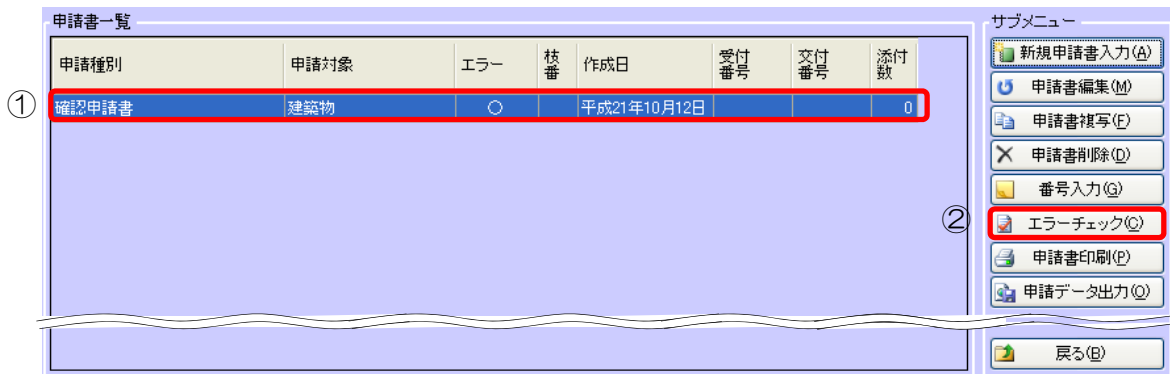 申請書一覧
申請種別 申請対象 エラー 枝番 作成日 受付番号 交付番号 添付数
① 確認申請書 建築物 ○ 平成21年10月12日 0
サブメニュー
新規申請書入力(A)
申請書編集(M)
申請書複写(F)
申請書削除(D)
番号入力(G)
② エラーチェック(C)
申請書印刷(P)
申請データ出力(O)
戻る(B)